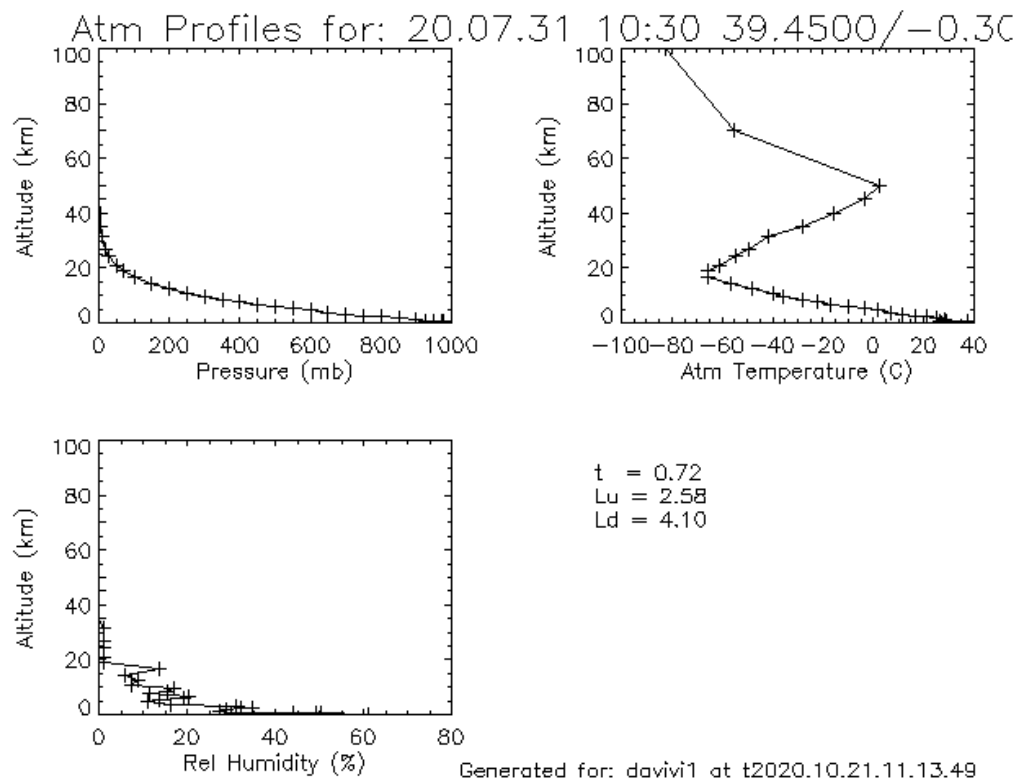 Atm Profiles for: 20.07.31 10:30 39.4500/−0.30
100
80
60
40
20
0
Altitude (km)
0 200 400 600 800 1000
Pressure (mb)
100
80
60
40
20
0
Altitude (km)
−100 −80 −60 −40 −20 0 20 40
Atm Temperature (C)
100
80
60
40
20
0
Altitude (km)
0 20 40 60 80
Rel Humidity (%)
t = 0.72
Lu = 2.58
Ld = 4.10
Generated for: davivi1 at t2020.10.21.11.13.49